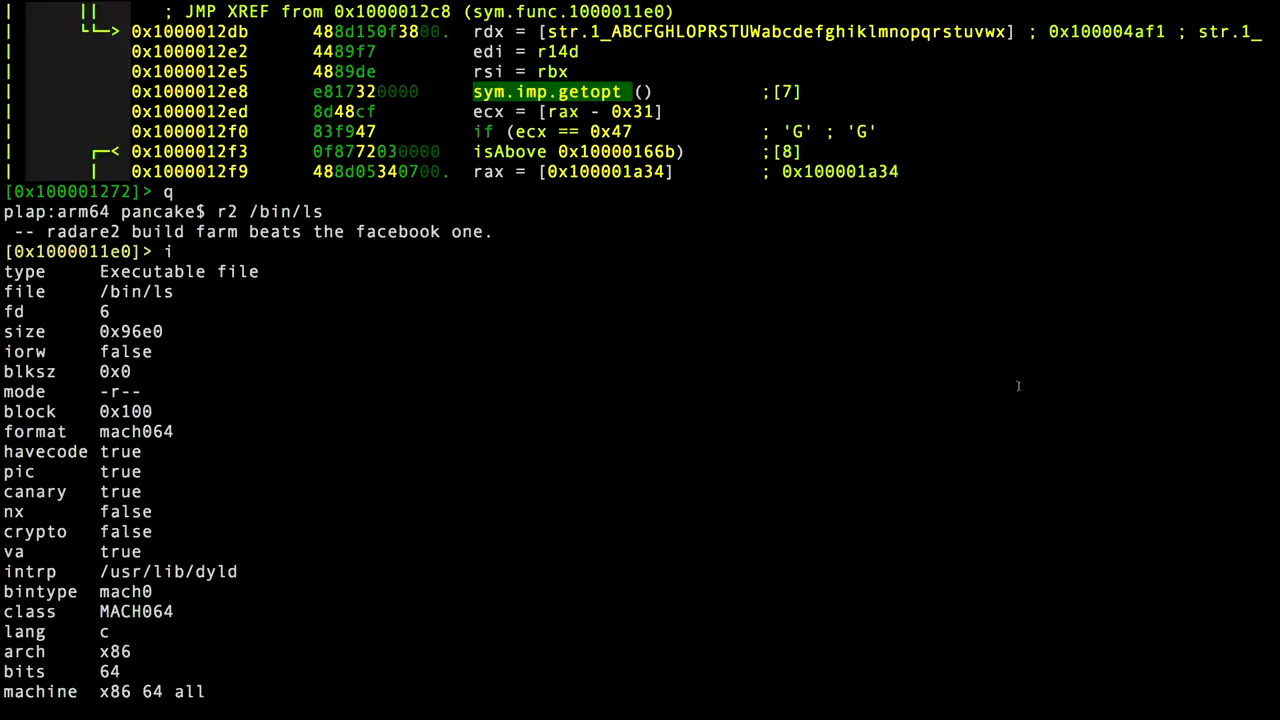 ; JMP XREF from 0x1000012c8 (sym.func.1000011e0)
0x1000012db 488d150f3800. rdx = [str.1_ABCFGHLOPRSTUWabcdefghiklmnopqrstuvwx] ; 0x100004af1 ; str.1_
0x1000012e2 4489f7 edi = r14d
0x1000012e5 4889de rsi = rbx
0x1000012e8 e817320000 sym.imp.getopt () ;[7]
0x1000012ed 8d48cf ecx = [rax - 0x31]
0x1000012f0 83f947 if (ecx == 0x47 ; 'G' ; 'G'
0x1000012f3 0f8772030000 isAbove 0x10000166b) ;[8]
0x1000012f9 488d05340700. rax = [0x100001a34] ; 0x100001a34
[0x100001272]> q
plap:arm64 pancake$ r2 /bin/ls
-- radare2 build farm beats the facebook one.
[0x1000011e0]> i
type Executable file
file /bin/ls
fd 6
size 0x96e0
iorw false
blksz 0x0
mode -r--
block 0x100
format mach064
havecode true
pic true
canary true
nx false
crypto false
va true
intrp /usr/lib/dyld
bintype mach0
class MACH064
lang c
arch x86
bits 64
machine x86 64 all